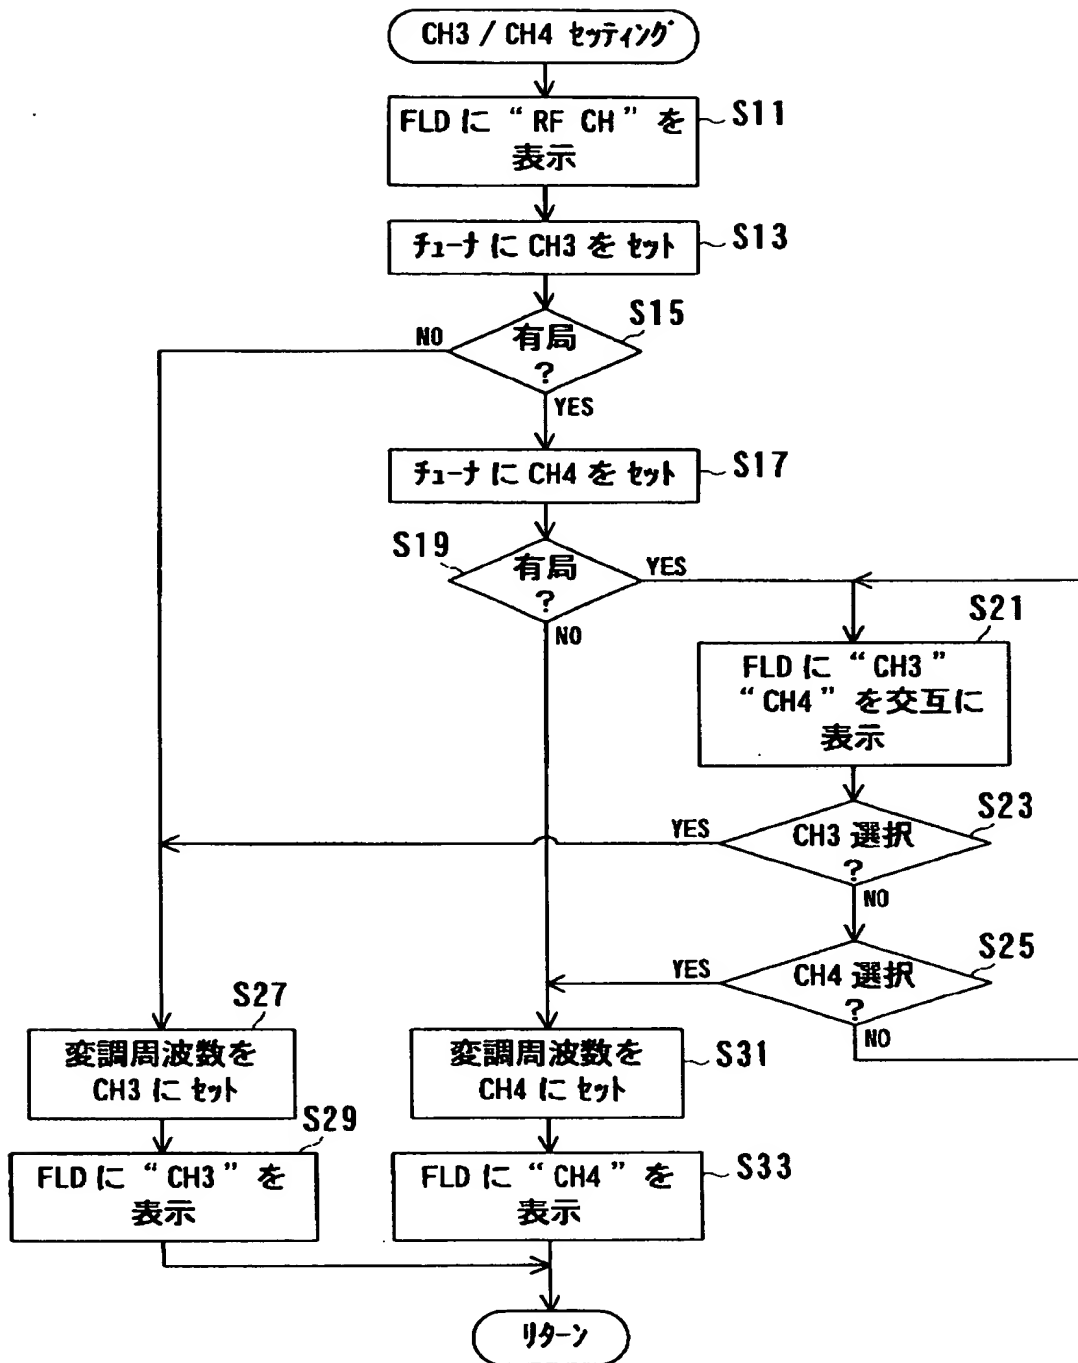 CH3 / CH4 セッティング
FLD に “ RF CH ” を
表示
S11
チューナ に CH3 を セット
S13
有局
?
S15
NO
YES
チューナ に CH4 を セット
S17
有局
?
S19
YES
NO
FLD に “ CH3 ”
“ CH4 ” を 交互に
表示
S21
CH3 選択
?
S23
YES
NO
CH4 選択
?
S25
YES
NO
変調周波数を
CH3 に セット
S27
変調周波数を
CH4 に セット
S31
FLD に “ CH3 ” を
表示
S29
FLD に “ CH4 ” を
表示
S33
リターン